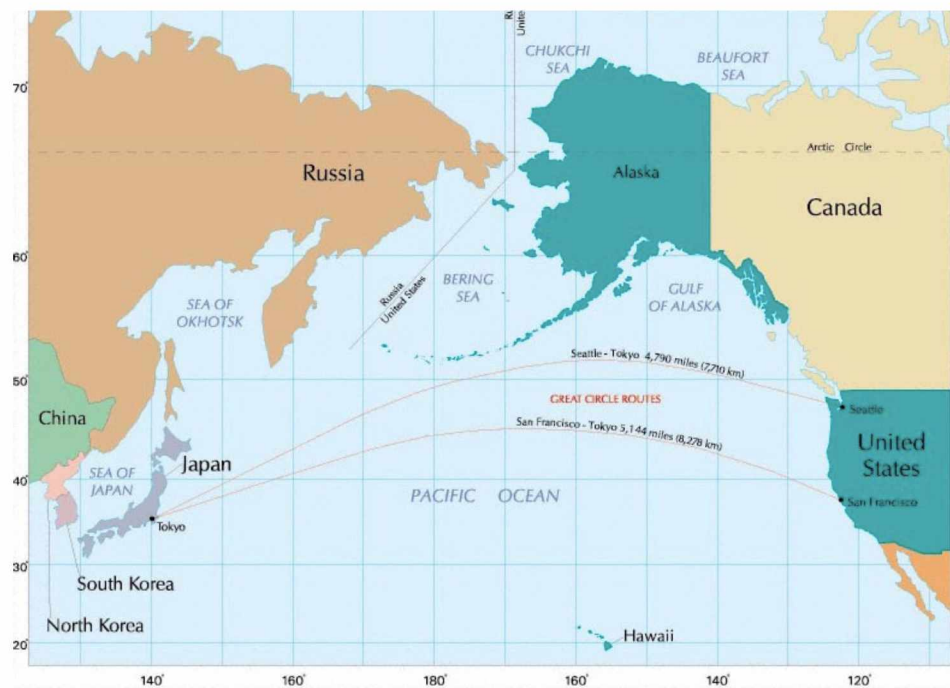 Ru
Unite
CHUKCHI
SEA
BEAUFORT
SEA
70°
Arctic Circle
Russia
Alaska
Canada
60°
Russia
United States
BERING
SEA
GULF
OF ALASKA
SEA OF
OKHOTSK
Seattle - Tokyo 4,790 miles (7,710 km)
50°
GREAT CIRCLE ROUTES
Seattle
China
San Francisco - Tokyo 5,144 miles (8,278 km)
United
States
Japan
SEA OF
JAPAN
40°
PACIFIC OCEAN
San Francisco
Tokyo
30°
South Korea
North Korea
Hawaii
20°
140° 160° 180° 160° 140° 120°